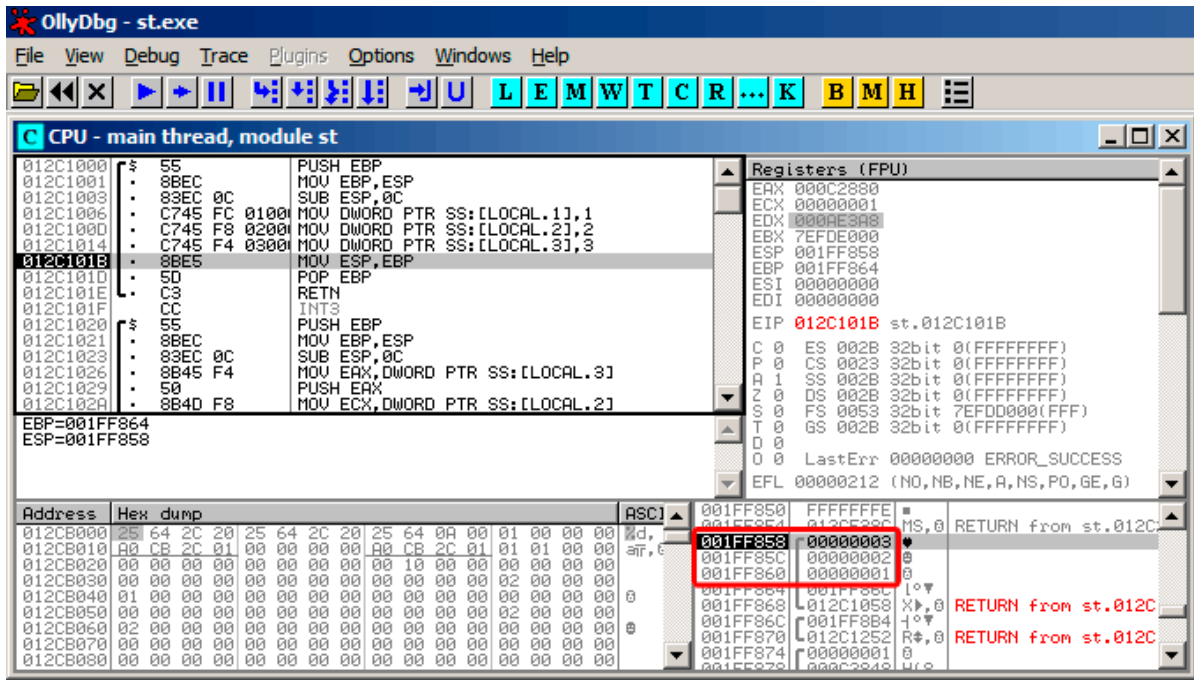 OllyDbg - st.exe
File View Debug Trace Plugins Options Windows Help
L E M W T C R ... K B M H
C CPU - main thread, module st
012C1000 $ 55 PUSH EBP
012C1001 . 8BEC MOV EBP,ESP
012C1003 . 83EC 0C SUB ESP,0C
012C1006 . C745 FC 0100 MOV DWORD PTR SS:[LOCAL.1],1
012C100D . C745 F8 0200 MOV DWORD PTR SS:[LOCAL.2],2
012C1014 . C745 F4 0300 MOV DWORD PTR SS:[LOCAL.3],3
012C101B . 8BE5 MOV ESP,EBP
012C101D . 5D POP EBP
012C101E . C3 RETN
012C101F CC INT3
012C1020 $ 55 PUSH EBP
012C1021 . 8BEC MOV EBP,ESP
012C1023 . 83EC 0C SUB ESP,0C
012C1026 . 8B45 F4 MOV EAX,DWORD PTR SS:[LOCAL.3]
012C1029 . 50 PUSH EAX
012C102A . 8B4D F8 MOV ECX,DWORD PTR SS:[LOCAL.2]
EBP=001FF864
ESP=001FF858
Registers (FPU)
EAX 000C2880
ECX 00000001
EDX 000AE3A8
EBX 7EFDE000
ESP 001FF858
EBP 001FF864
ESI 00000000
EDI 00000000
EIP 012C101B st.012C101B
C 0 ES 002B 32bit 0(FFFFFFFF)
P 0 CS 0023 32bit 0(FFFFFFFF)
A 1 SS 002B 32bit 0(FFFFFFFF)
Z 0 DS 002B 32bit 0(FFFFFFFF)
S 0 FS 0053 32bit 7EFDD000(FFF)
T 0 GS 002B 32bit 0(FFFFFFFF)
D 0
O 0 LastErr 00000000 ERROR_SUCCESS
EFL 00000212 (NO,NB,NE,A,NS,PO,GE,G)
Address Hex dump ASCI
012CB000 25 64 2C 20 25 64 2C 20 25 64 0A 00 01 00 00 00 %d,
012CB010 A0 CB 2C 01 00 00 00 00 A0 CB 2C 01 01 01 00 00
012CB020 00 00 00 00 00 00 00 00 00 10 00 00 00 00 00 00
012CB030 00 00 00 00 00 00 00 00 00 00 00 00 02 00 00 00
012CB040 01 00 00 00 00 00 00 00 00 00 00 00 00 00 00 00
012CB050 00 00 00 00 00 00 00 00 00 00 00 00 02 00 00 00
012CB060 02 00 00 00 00 00 00 00 00 00 00 00 00 00 00 00
012CB070 00 00 00 00 00 00 00 00 00 00 00 00 00 00 00 00
012CB080 00 00 00 00 00 00 00 00 00 00 00 00 00 00 00 00
001FF850 FFFFFFFE
RETURN from st.012C
001FF858 00000003
001FF85C 00000002
001FF860 00000001
001FF864 001FF86C
001FF868 012C1058 RETURN from st.012C
001FF86C 001FF8B4
001FF870 012C1252 RETURN from st.012C
001FF874 00000001